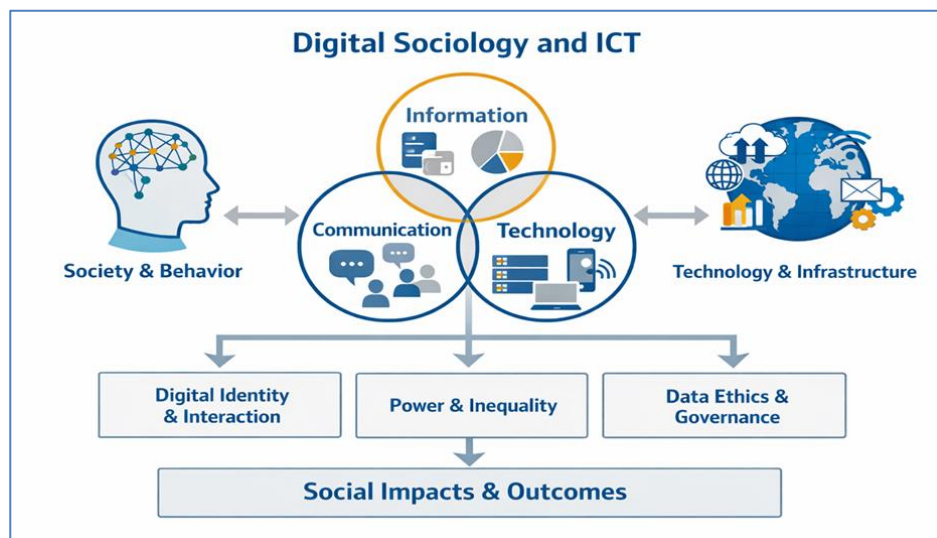 Digital Sociology and ICT
Information
Communication
Technology
Society & Behavior
Technology & Infrastructure
Digital Identity
& Interaction
Power & Inequality
Data Ethics &
Governance
Social Impacts & Outcomes